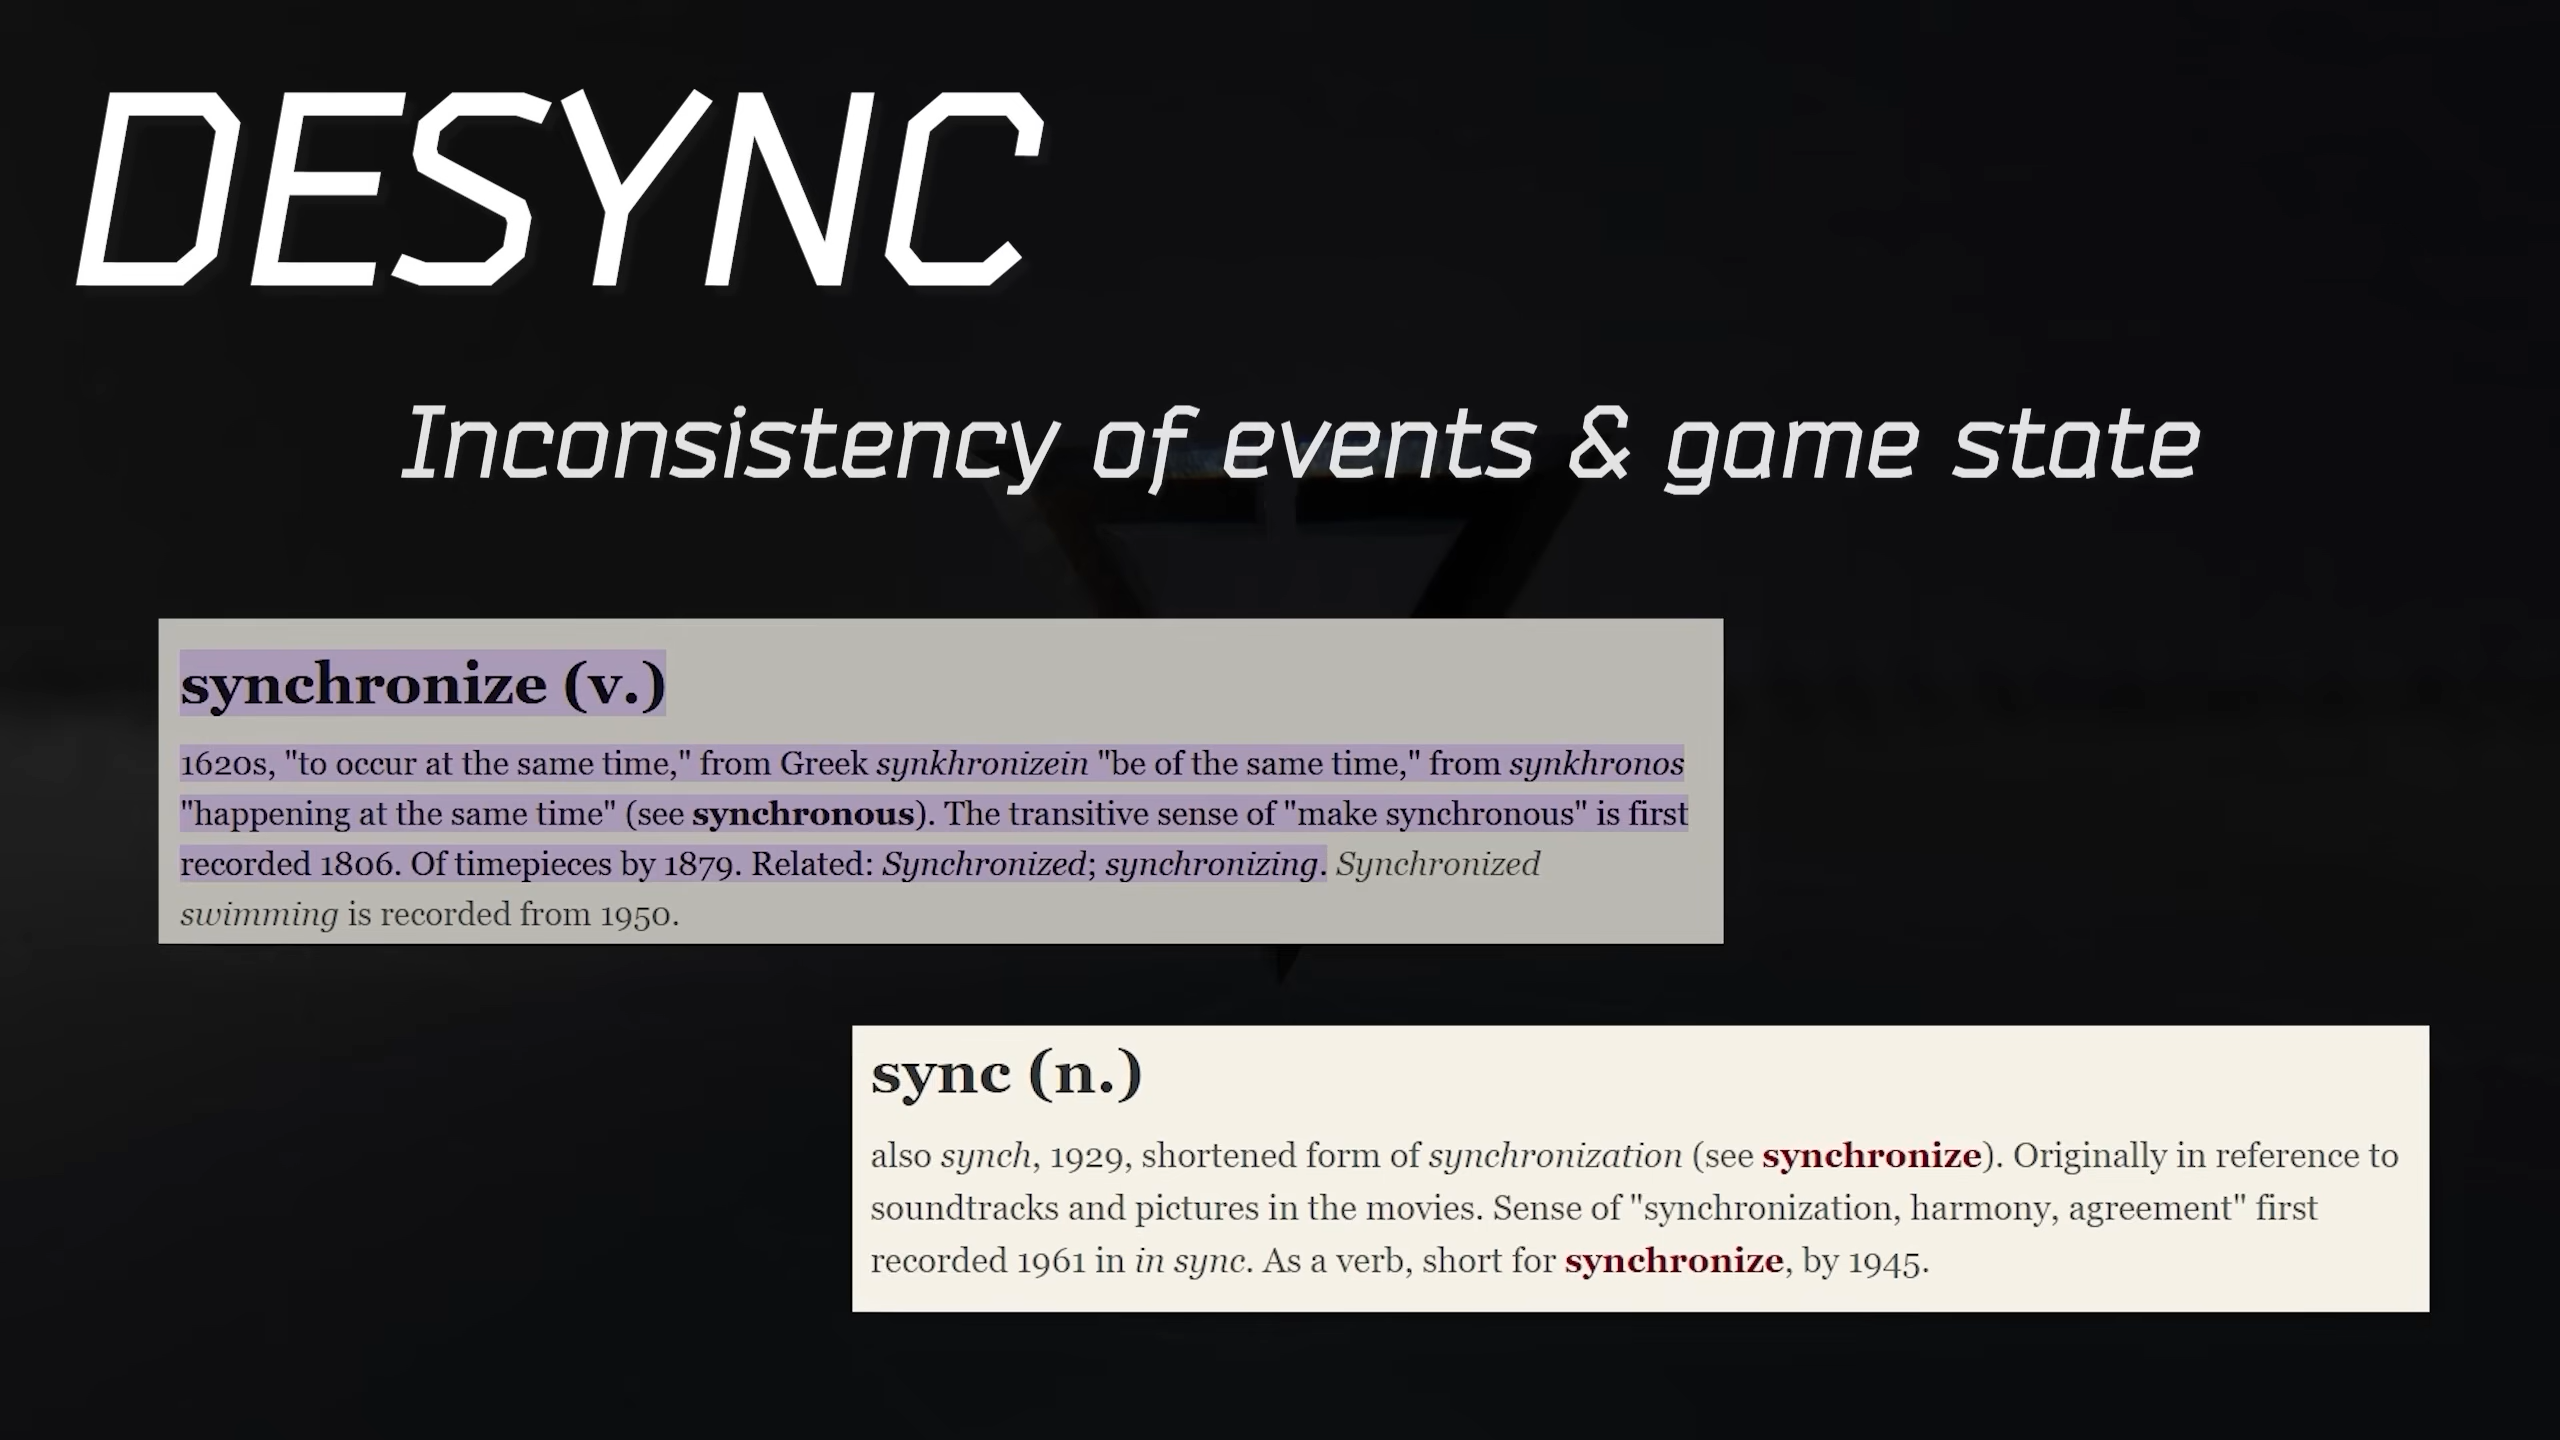 DESYNC
Inconsistency of events & game state
synchronize (v.)
1620s, "to occur at the same time," from Greek synkhronizein "be of the same time," from synkhronos
"happening at the same time" (see synchronous). The transitive sense of "make synchronous" is first
recorded 1806. Of timepieces by 1879. Related: Synchronized; synchronizing. Synchronized
swimming is recorded from 1950.
sync (n.)
also synch, 1929, shortened form of synchronization (see synchronize). Originally in reference to
soundtracks and pictures in the movies. Sense of "synchronization, harmony, agreement" first
recorded 1961 in in sync. As a verb, short for synchronize, by 1945.